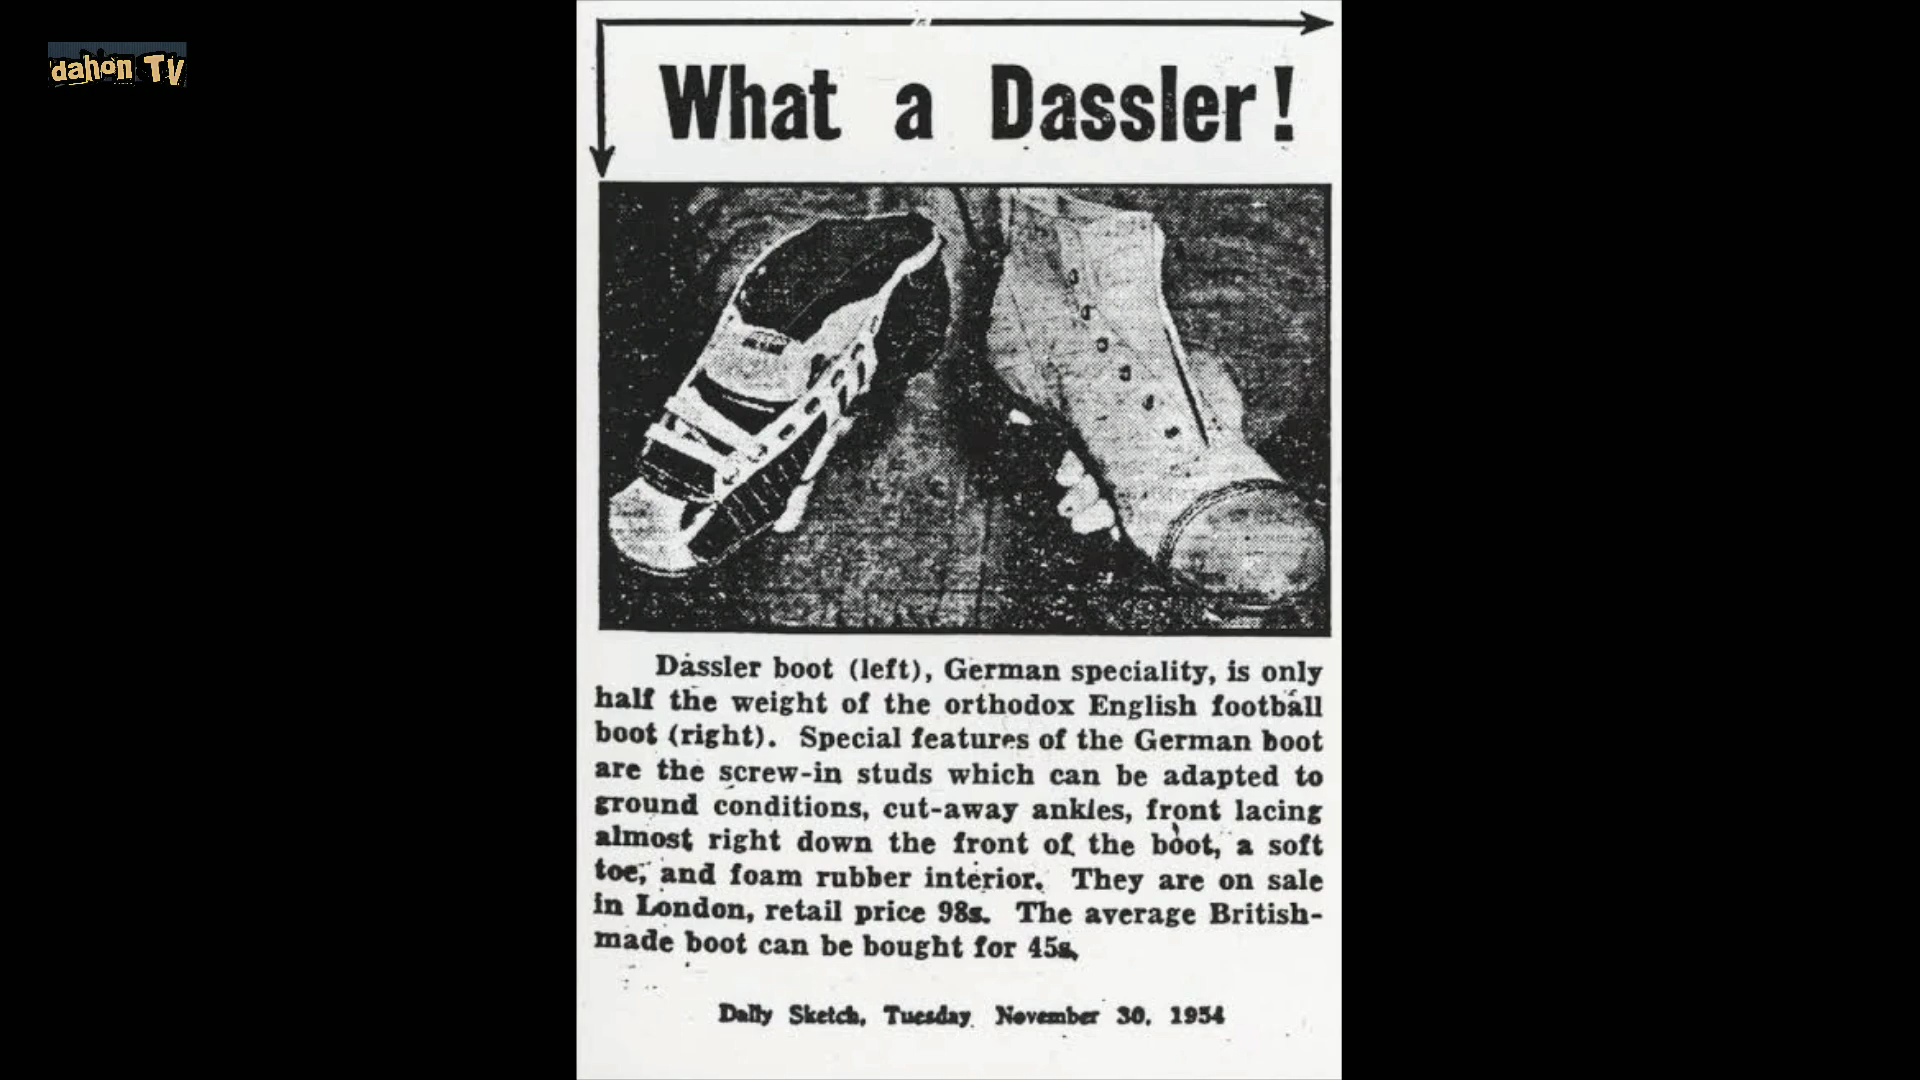 dahon TV
What a Dassler!
Dassler boot (left), German speciality, is only
half the weight of the orthodox English football
boot (right). Special features of the German boot
are the screw-in studs which can be adapted to
ground conditions, cut-away ankles, front lacing
almost right down the front of the boot, a soft
toe, and foam rubber interior. They are on sale
in London, retail price 98s. The average British-
made boot can be bought for 45s.
Daily Sketch, Tuesday November 30, 1954